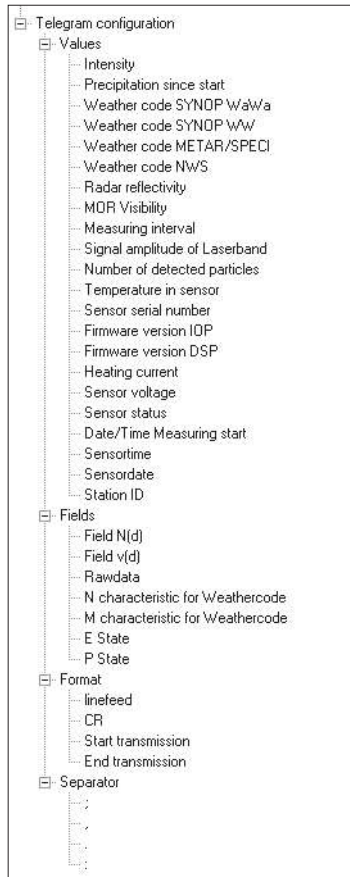 Telegram configuration
Values
Intensity
Precipitation since start
Weather code SYNOP WaWa
Weather code SYNOP WW
Weather code METAR/SPECI
Weather code NWS
Radar reflectivity
MOR Visibility
Measuring interval
Signal amplitude of Laserband
Number of detected particles
Temperature in sensor
Sensor serial number
Firmware version IOP
Firmware version DSP
Heating current
Sensor voltage
Sensor status
Date/Time Measuring start
Sensortime
Sensordate
Station ID
Fields
Field N(d)
Field v(d)
Rawdata
N characteristic for Weathercode
M characteristic for Weathercode
E State
P State
Format
linefeed
CR
Start transmission
End transmission
Separator
;
,
.
: